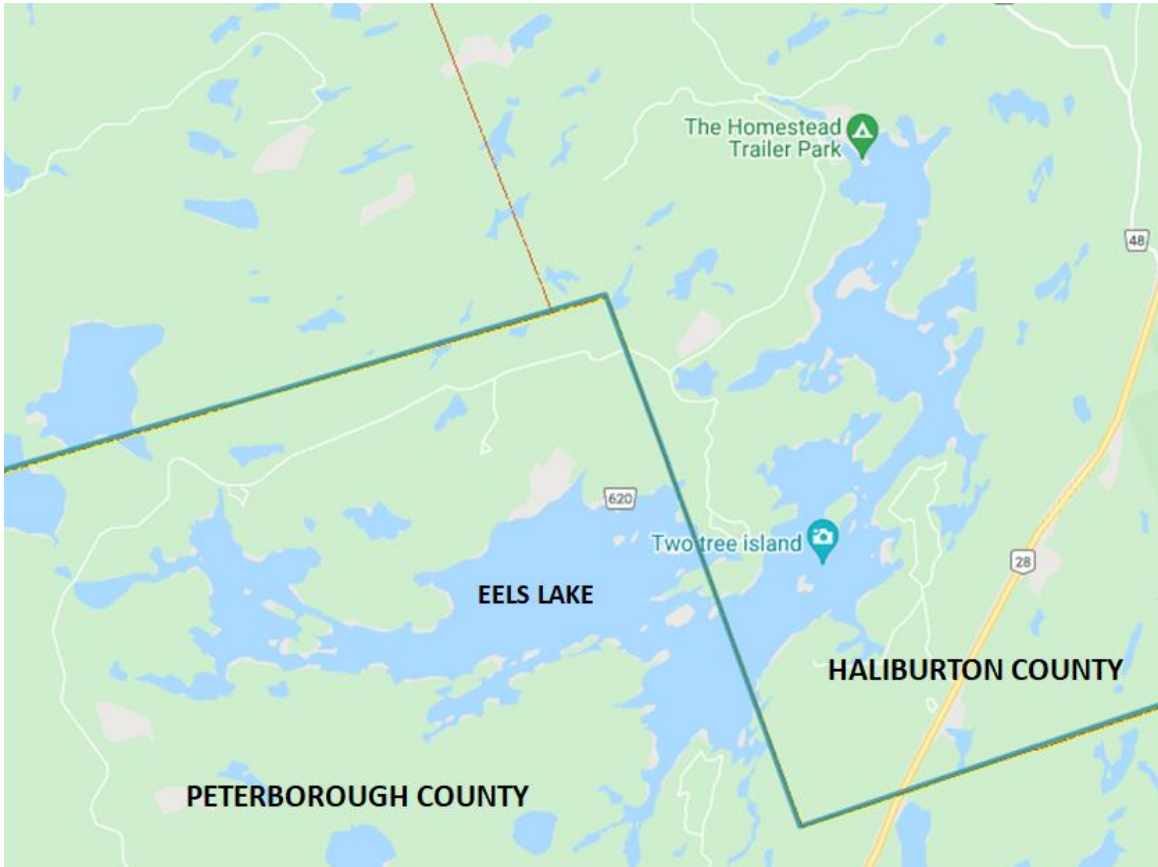 The Homestead
Trailer Park
48
620
Two tree island
28
EELS LAKE
HALIBURTON COUNTY
PETERBOROUGH COUNTY